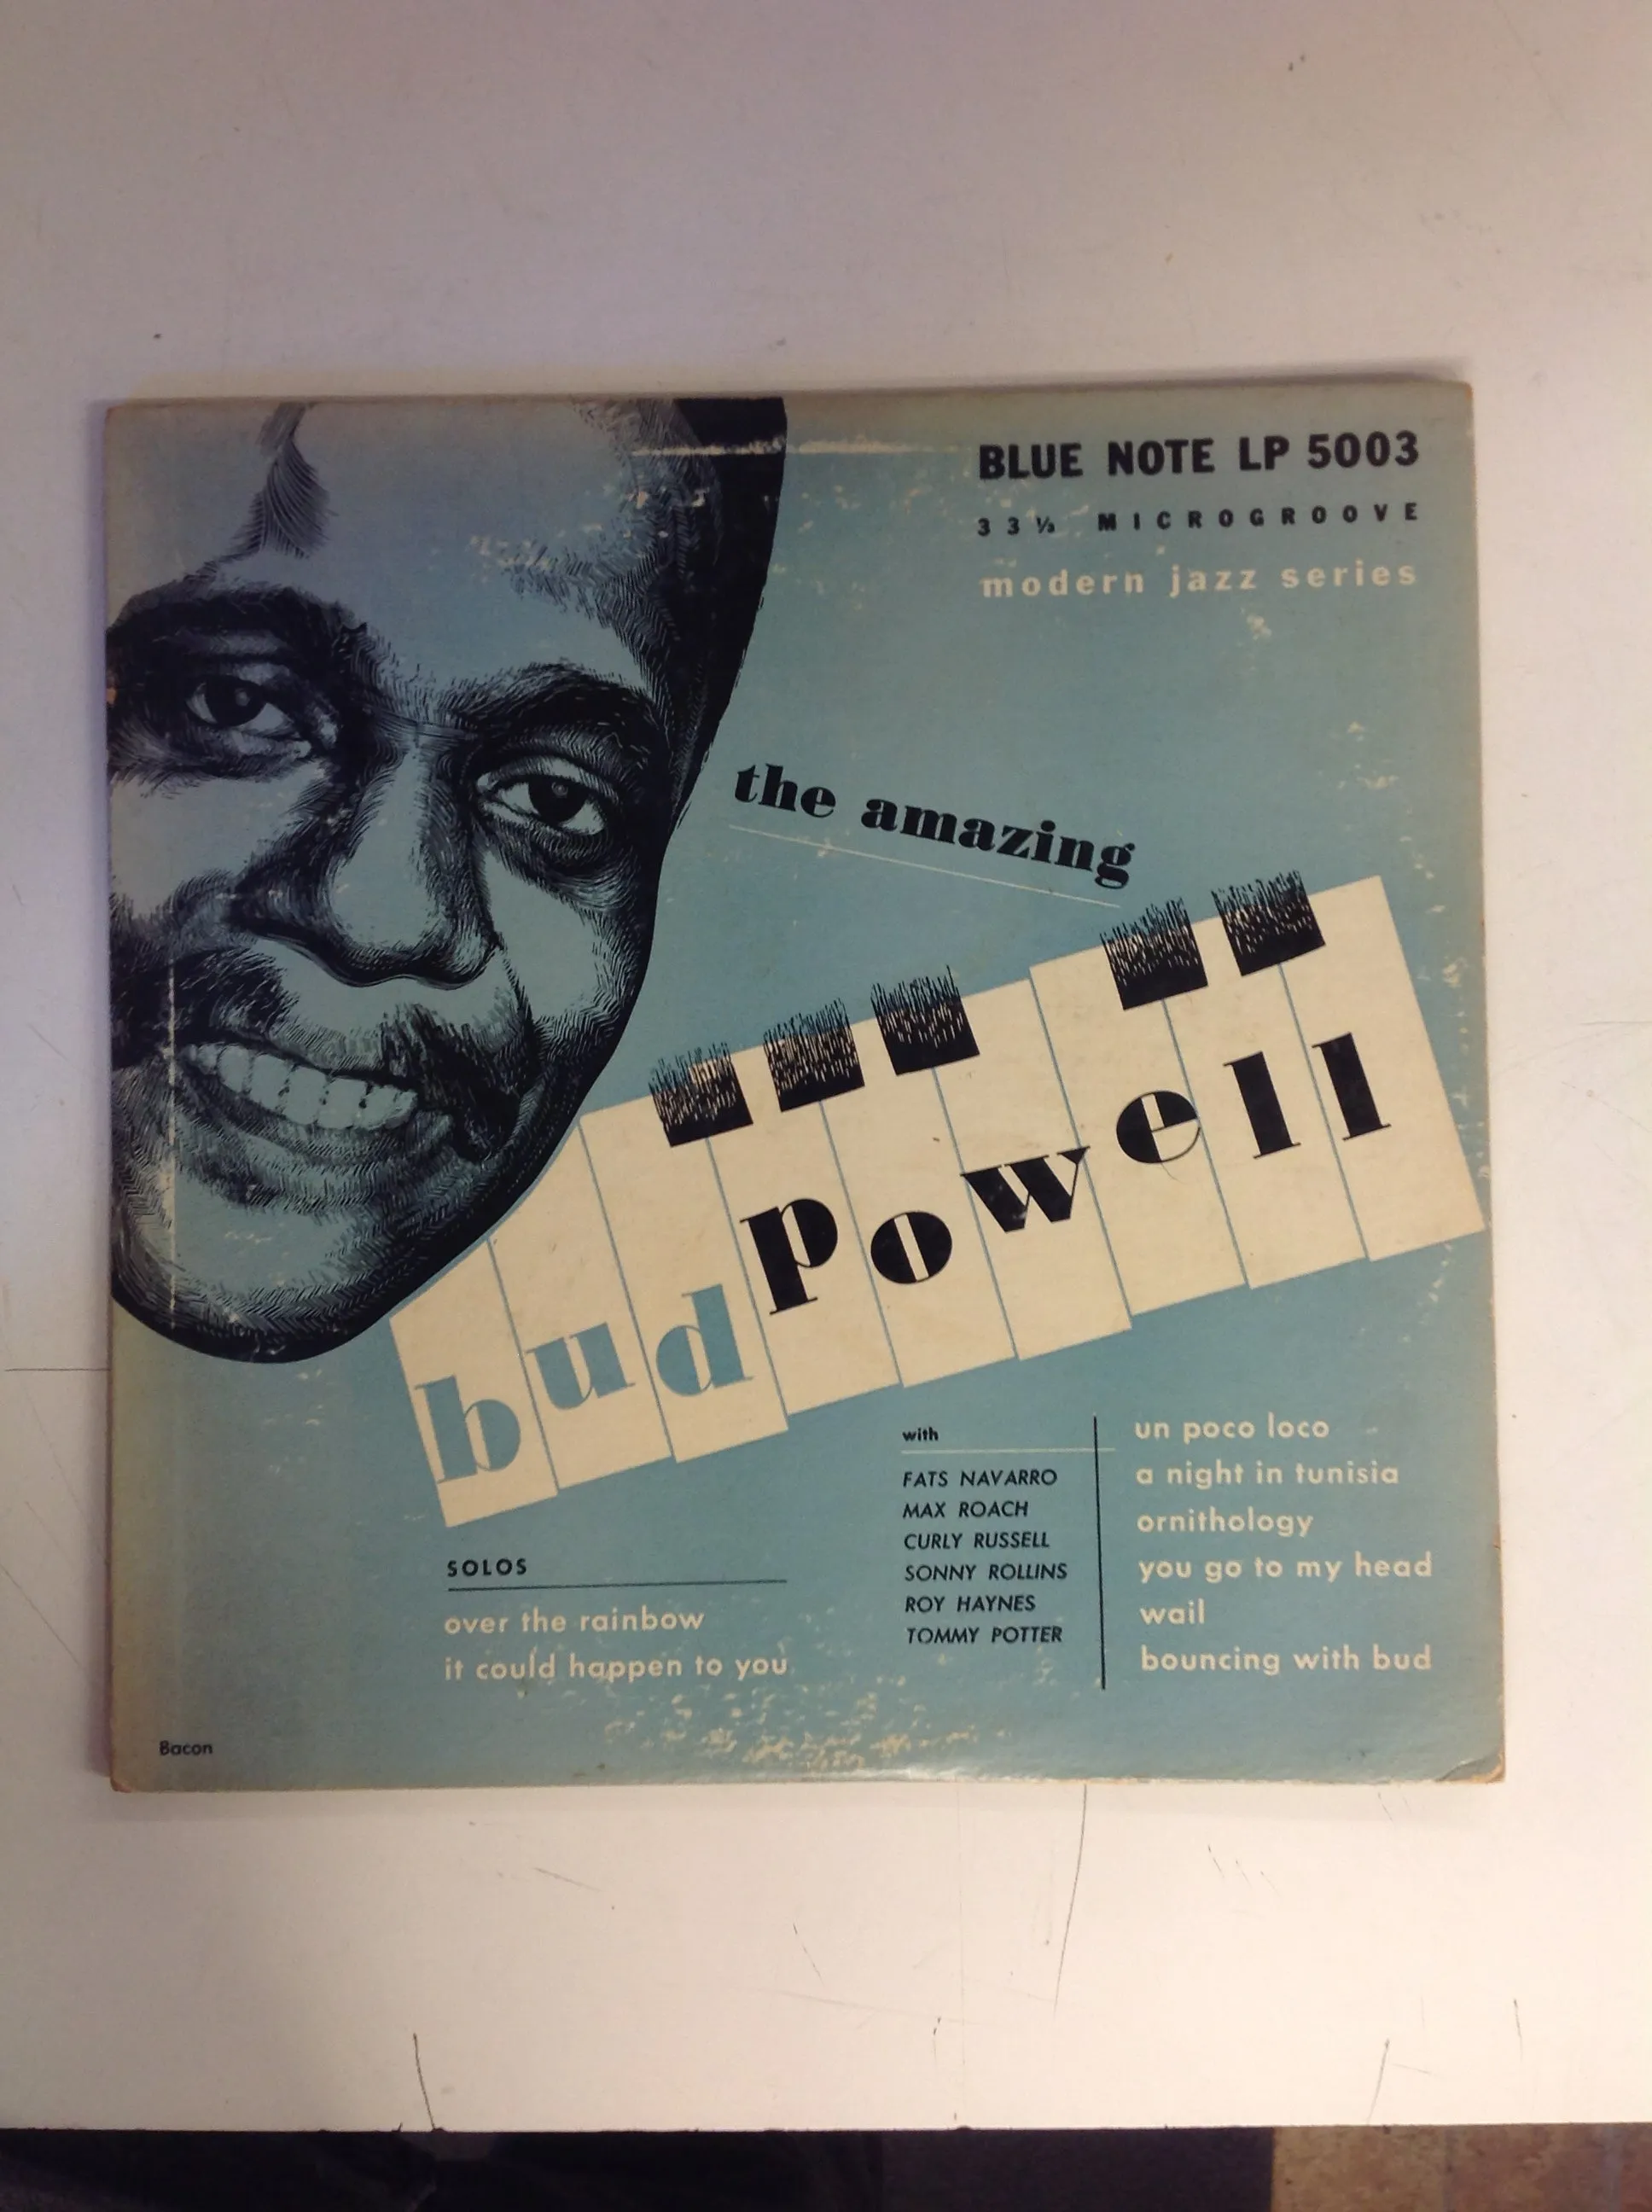 BLUE NOTE LP 5003
33⅓ MICROGROOVE
modern jazz series
the amazing
bud powell
with
FATS NAVARRO
MAX ROACH
CURLY RUSSELL
SONNY ROLLINS
ROY HAYNES
TOMMY POTTER
un poco loco
a night in tunisia
ornithology
you go to my head
wail
bouncing with bud
SOLOS
over the rainbow
it could happen to you
Bacon